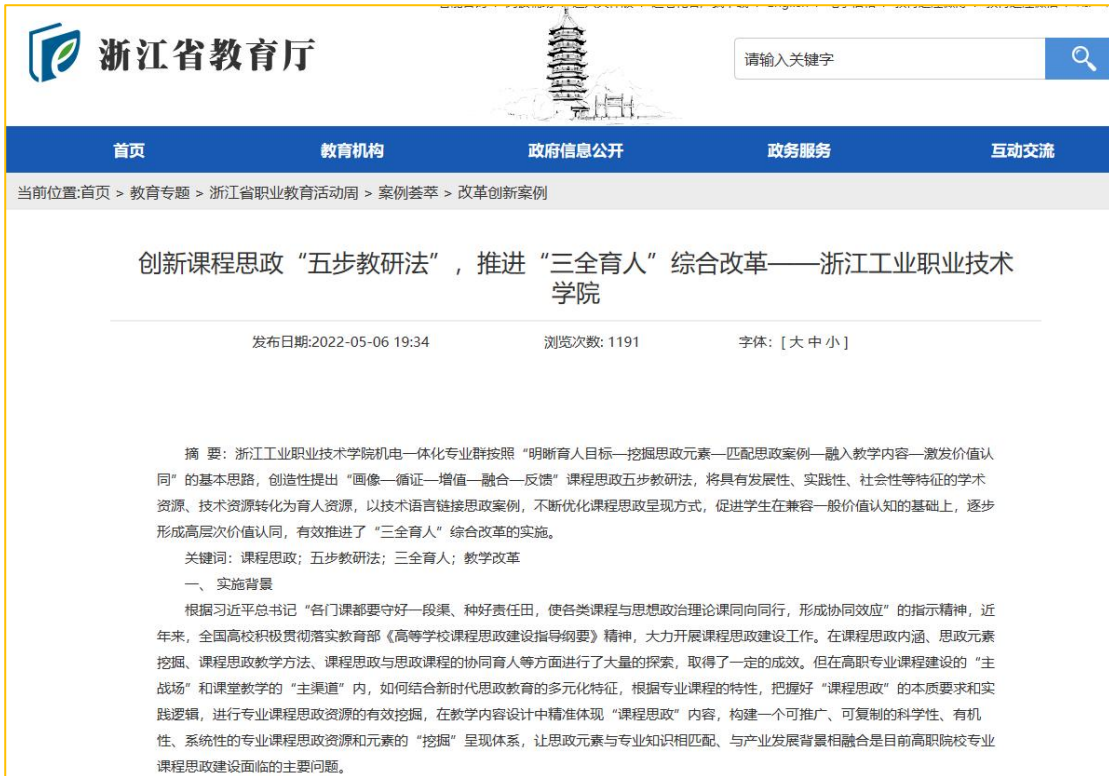 浙江省教育厅
请输入关键字
首页 教育机构 政府信息公开 政务服务 互动交流
当前位置:首页 > 教育专题 > 浙江省职业教育活动周 > 案例荟萃 > 改革创新案例
创新课程思政“五步教研法”，推进“三全育人”综合改革——浙江工业职业技术
学院
发布日期:2022-05-06 19:34 浏览次数: 1191 字体：[ 大 中 小 ]
摘 要：浙江工业职业技术学院机电一体化专业群按照“明晰育人目标—挖掘思政元素—匹配思政案例—融入教学内容—激发价值认
同”的基本思路，创造性提出“画像—循证—增值—融合—反馈”课程思政五步教研法，将具有发展性、实践性、社会性等特征的学术
资源、技术资源转化为育人资源，以技术语言链接思政案例，不断优化课程思政呈现方式，促进学生在兼容一般价值认知的基础上，逐步
形成高层次价值认同，有效推进了“三全育人”综合改革的实施。
关键词：课程思政；五步教研法；三全育人；教学改革
一、 实施背景
根据习近平总书记“各门课都要守好一段渠、种好责任田，使各类课程与思想政治理论课同向同行，形成协同效应”的指示精神，近
年来，全国高校积极贯彻落实教育部《高等学校课程思政建设指导纲要》精神，大力开展课程思政建设工作。在课程思政内涵、思政元素
挖掘、课程思政教学方法、课程思政与思政课程的协同育人等方面进行了大量的探索，取得了一定的成效。但在高职专业课程建设的“主
战场”和课堂教学的“主渠道”内，如何结合新时代思政教育的多元化特征，根据专业课程的特性，把握好“课程思政”的本质要求和实
践逻辑，进行专业课程思政资源的有效挖掘，在教学内容设计中精准体现“课程思政”内容，构建一个可推广、可复制的科学性、有机
性、系统性的专业课程思政资源和元素的“挖掘”呈现体系，让思政元素与专业知识相匹配、与产业发展背景相融合是目前高职院校专业
课程思政建设面临的主要问题。